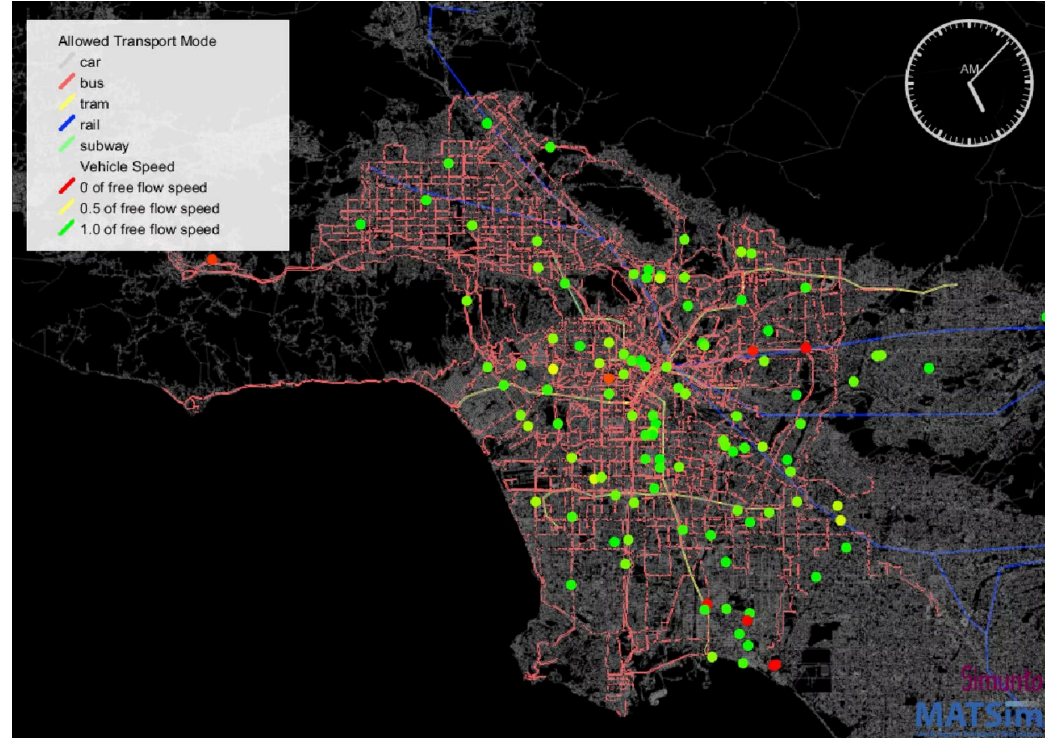 Allowed Transport Mode
car
bus
tram
rail
subway
Vehicle Speed
0 of free flow speed
0.5 of free flow speed
1.0 of free flow speed
AM
Simunto
MATSim